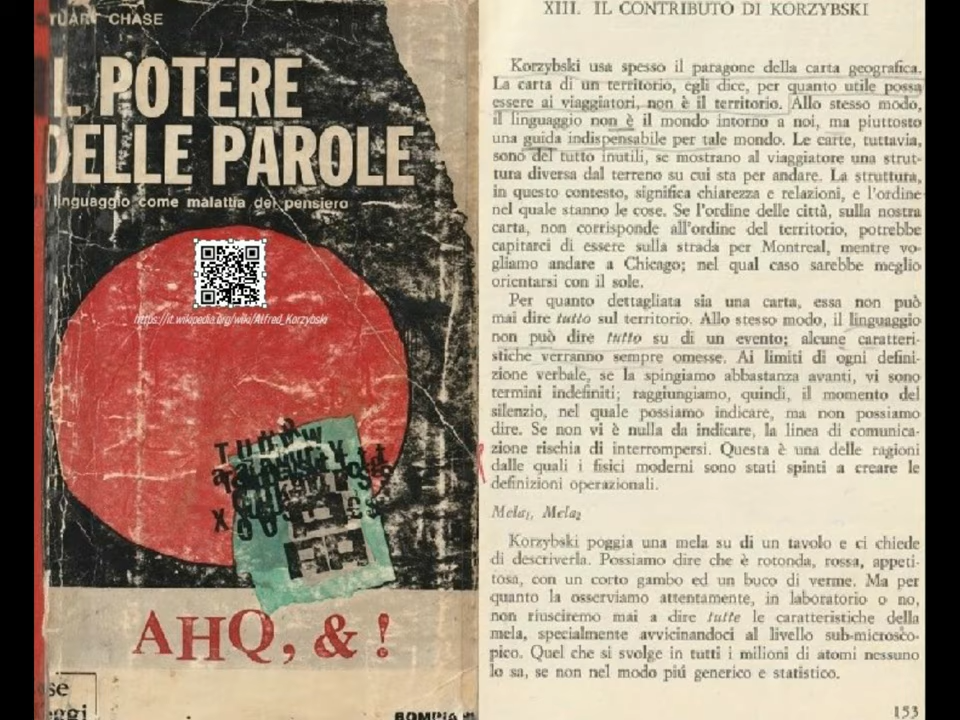 STUART CHASE
IL POTERE
DELLE PAROLE
Il linguaggio come malattia del pensiero
https://it.wikipedia.org/wiki/Alfred_Korzybski
AHQ, & !
XIII. IL CONTRIBUTO DI KORZYBSKI
Korzybski usa spesso il paragone della carta geografica.
La carta di un territorio, egli dice, per quanto utile possa
essere ai viaggiatori, non è il territorio. Allo stesso modo,
il linguaggio non è il mondo intorno a noi, ma piuttosto
una guida indispensabile per tale mondo. Le carte, tuttavia,
sono del tutto inutili, se mostrano al viaggiatore una strut-
tura diversa dal terreno su cui sta per andare. La struttura,
in questo contesto, significa chiarezza e relazioni, e l'ordine
nel quale stanno le cose. Se l'ordine delle città, sulla nostra
carta, non corrisponde all'ordine del territorio, potrebbe
capitarci di essere sulla strada per Montreal, mentre vo-
gliamo andare a Chicago; nel qual caso sarebbe meglio
orientarsi con il sole.
Per quanto dettagliata sia una carta, essa non può
mai dire tutto sul territorio. Allo stesso modo, il linguaggio
non può dire tutto su di un evento; alcune caratteri-
stiche verranno sempre omesse. Ai limiti di ogni defini-
zione verbale, se la spingiamo abbastanza avanti, vi sono
termini indefiniti; raggiungiamo, quindi, il momento del
silenzio, nel quale possiamo indicare, ma non possiamo
dire. Se non vi è nulla da indicare, la linea di comunica-
zione rischia di interrompersi. Questa è una delle ragioni
dalle quali i fisici moderni sono stati spinti a creare le
definizioni operazionali.
Mela₁, Mela₂
Korzybski poggia una mela su di un tavolo e ci chiede
di descriverla. Possiamo dire che è rotonda, rossa, appeti-
tosa, con un corto gambo ed un buco di verme. Ma per
quanto la osserviamo attentamente, in laboratorio o no,
non riusciremo mai a dire tutte le caratteristiche della
mela, specialmente avvicinandoci al livello sub-microsco-
pico. Quel che si svolge in tutti i milioni di atomi nessuno
lo sa, se non nel modo piú generico e statistico.
153